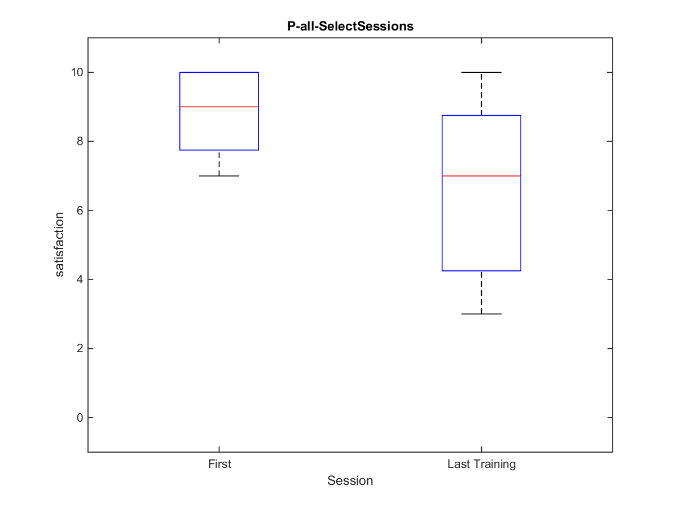 P-all-SelectSessions
satisfaction
10
8
6
4
2
0
First
Last Training
Session